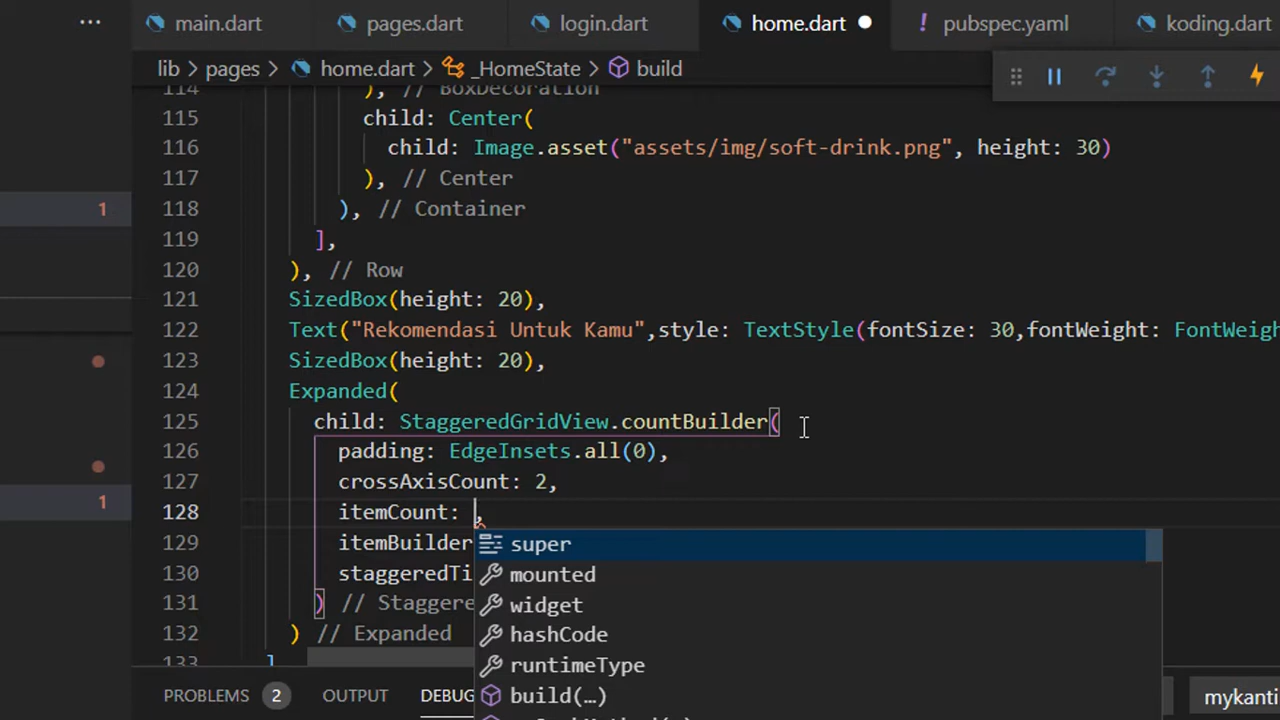 ··· main.dart pages.dart login.dart home.dart pubspec.yaml koding.dart
lib > pages > home.dart > _HomeState > build
114 ), // BoxDecoration
115 child: Center(
116 child: Image.asset("assets/img/soft-drink.png", height: 30)
117 ), // Center
1 118 ), // Container
119 ],
120 ), // Row
121 SizedBox(height: 20),
122 Text("Rekomendasi Untuk Kamu",style: TextStyle(fontSize: 30,fontWeight: FontWeigh
123 SizedBox(height: 20),
124 Expanded(
125 child: StaggeredGridView.countBuilder(
126 padding: EdgeInsets.all(0),
127 crossAxisCount: 2,
1 128 itemCount: ,
129 itemBuilder super
130 staggeredTi mounted
131 ) // Staggere widget
132 ) // Expanded hashCode
133 ] runtimeType
build(…)
PROBLEMS 2 OUTPUT DEBUG mykanti